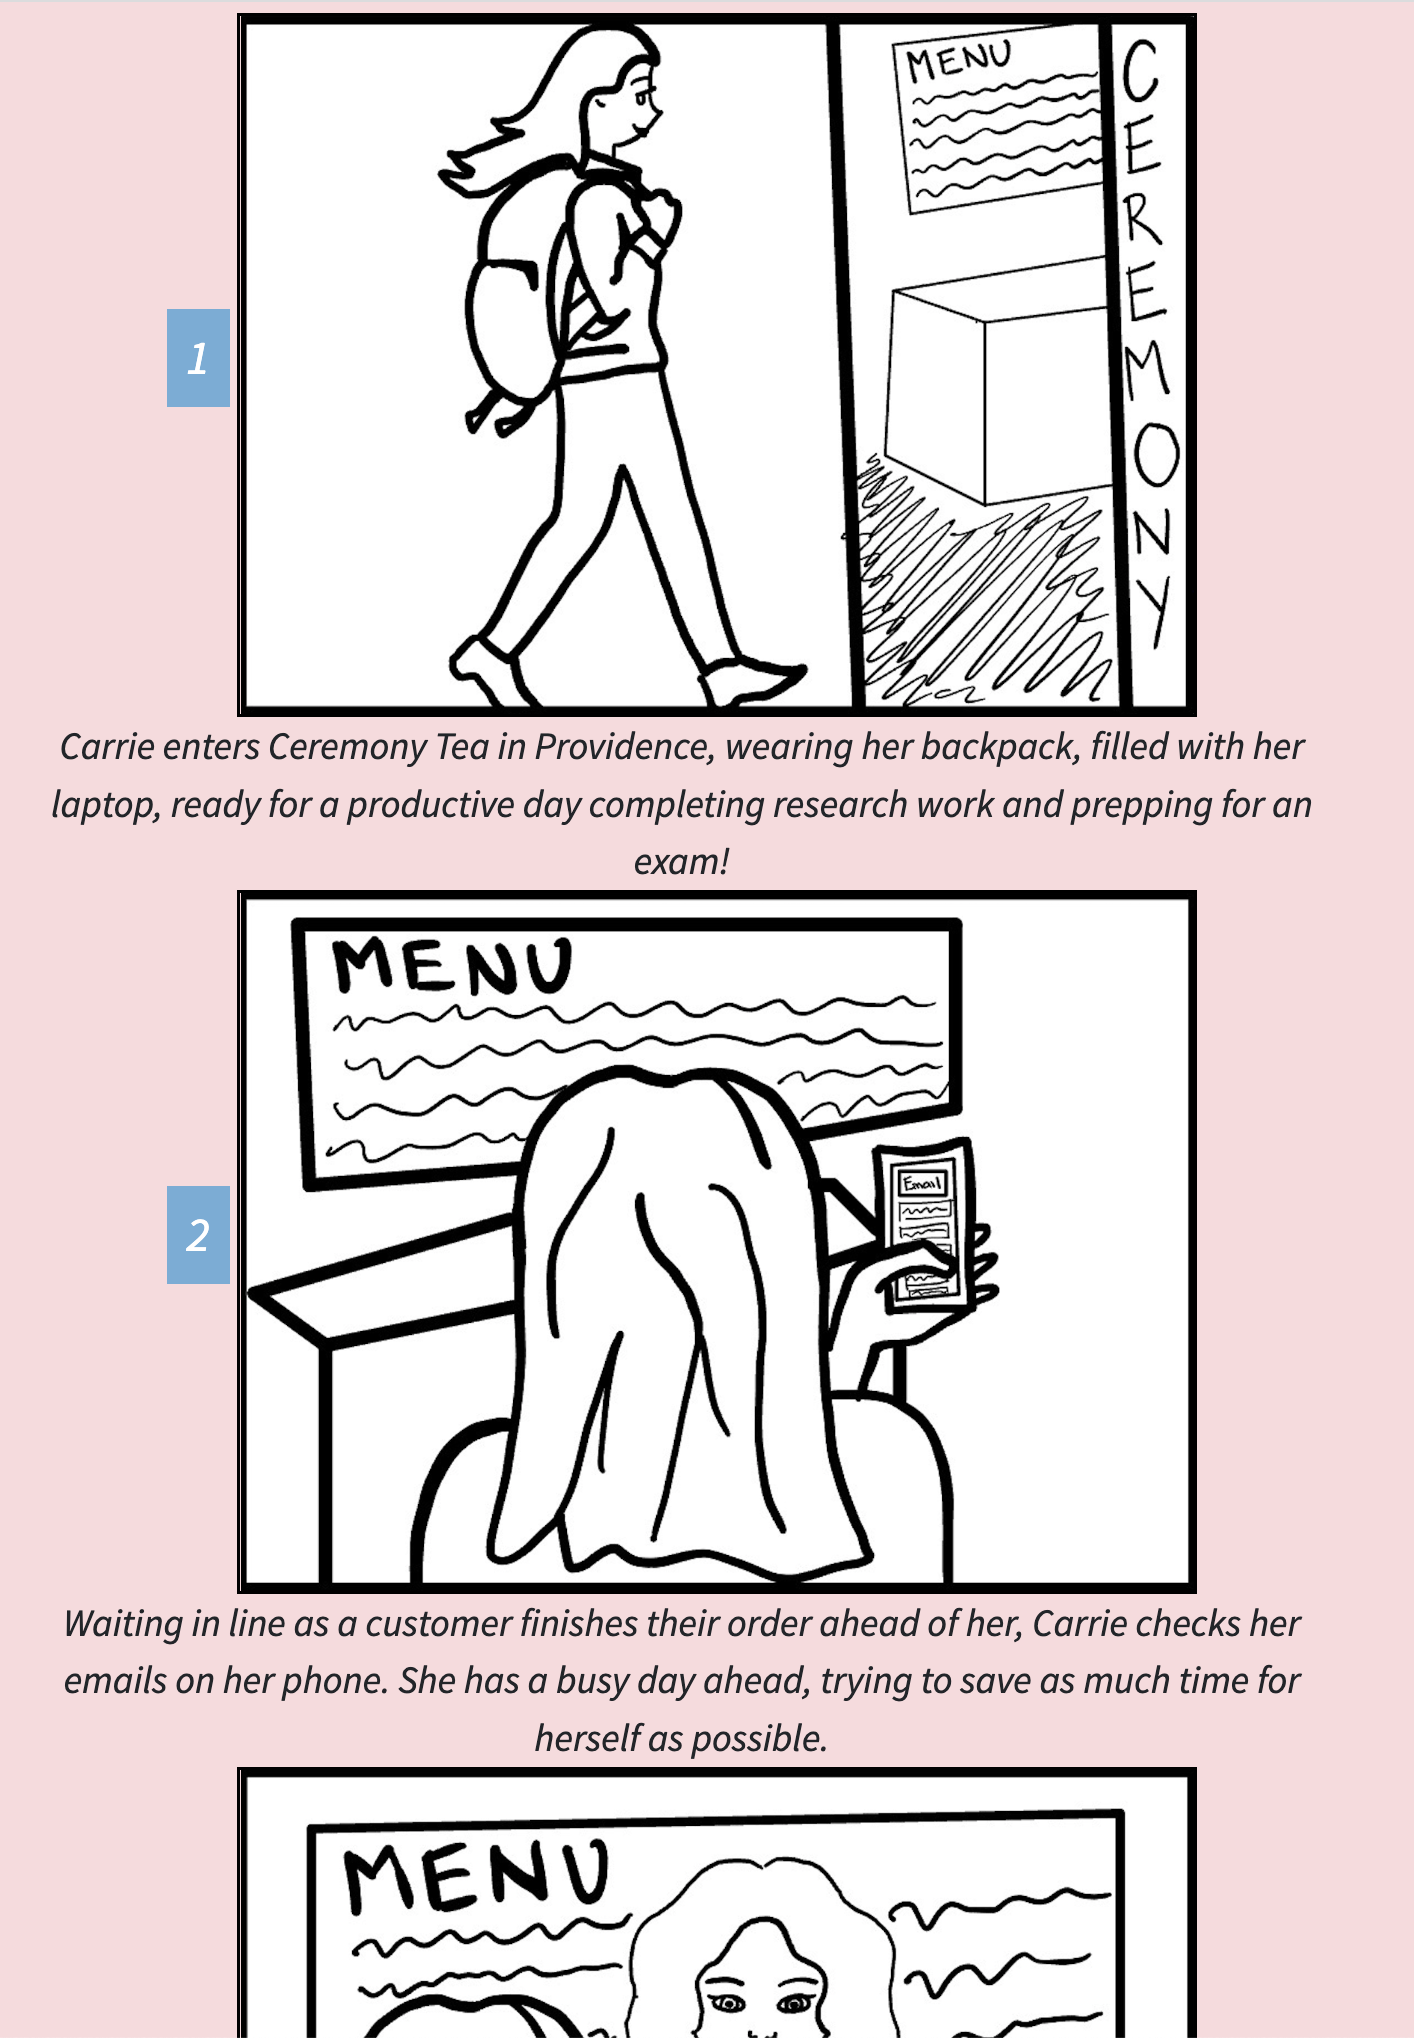 MENU
CEREMONY
1
Carrie enters Ceremony Tea in Providence, wearing her backpack, filled with her
laptop, ready for a productive day completing research work and prepping for an
exam!
MENU
Email
2
Waiting in line as a customer finishes their order ahead of her, Carrie checks her
emails on her phone. She has a busy day ahead, trying to save as much time for
herself as possible.
MENU